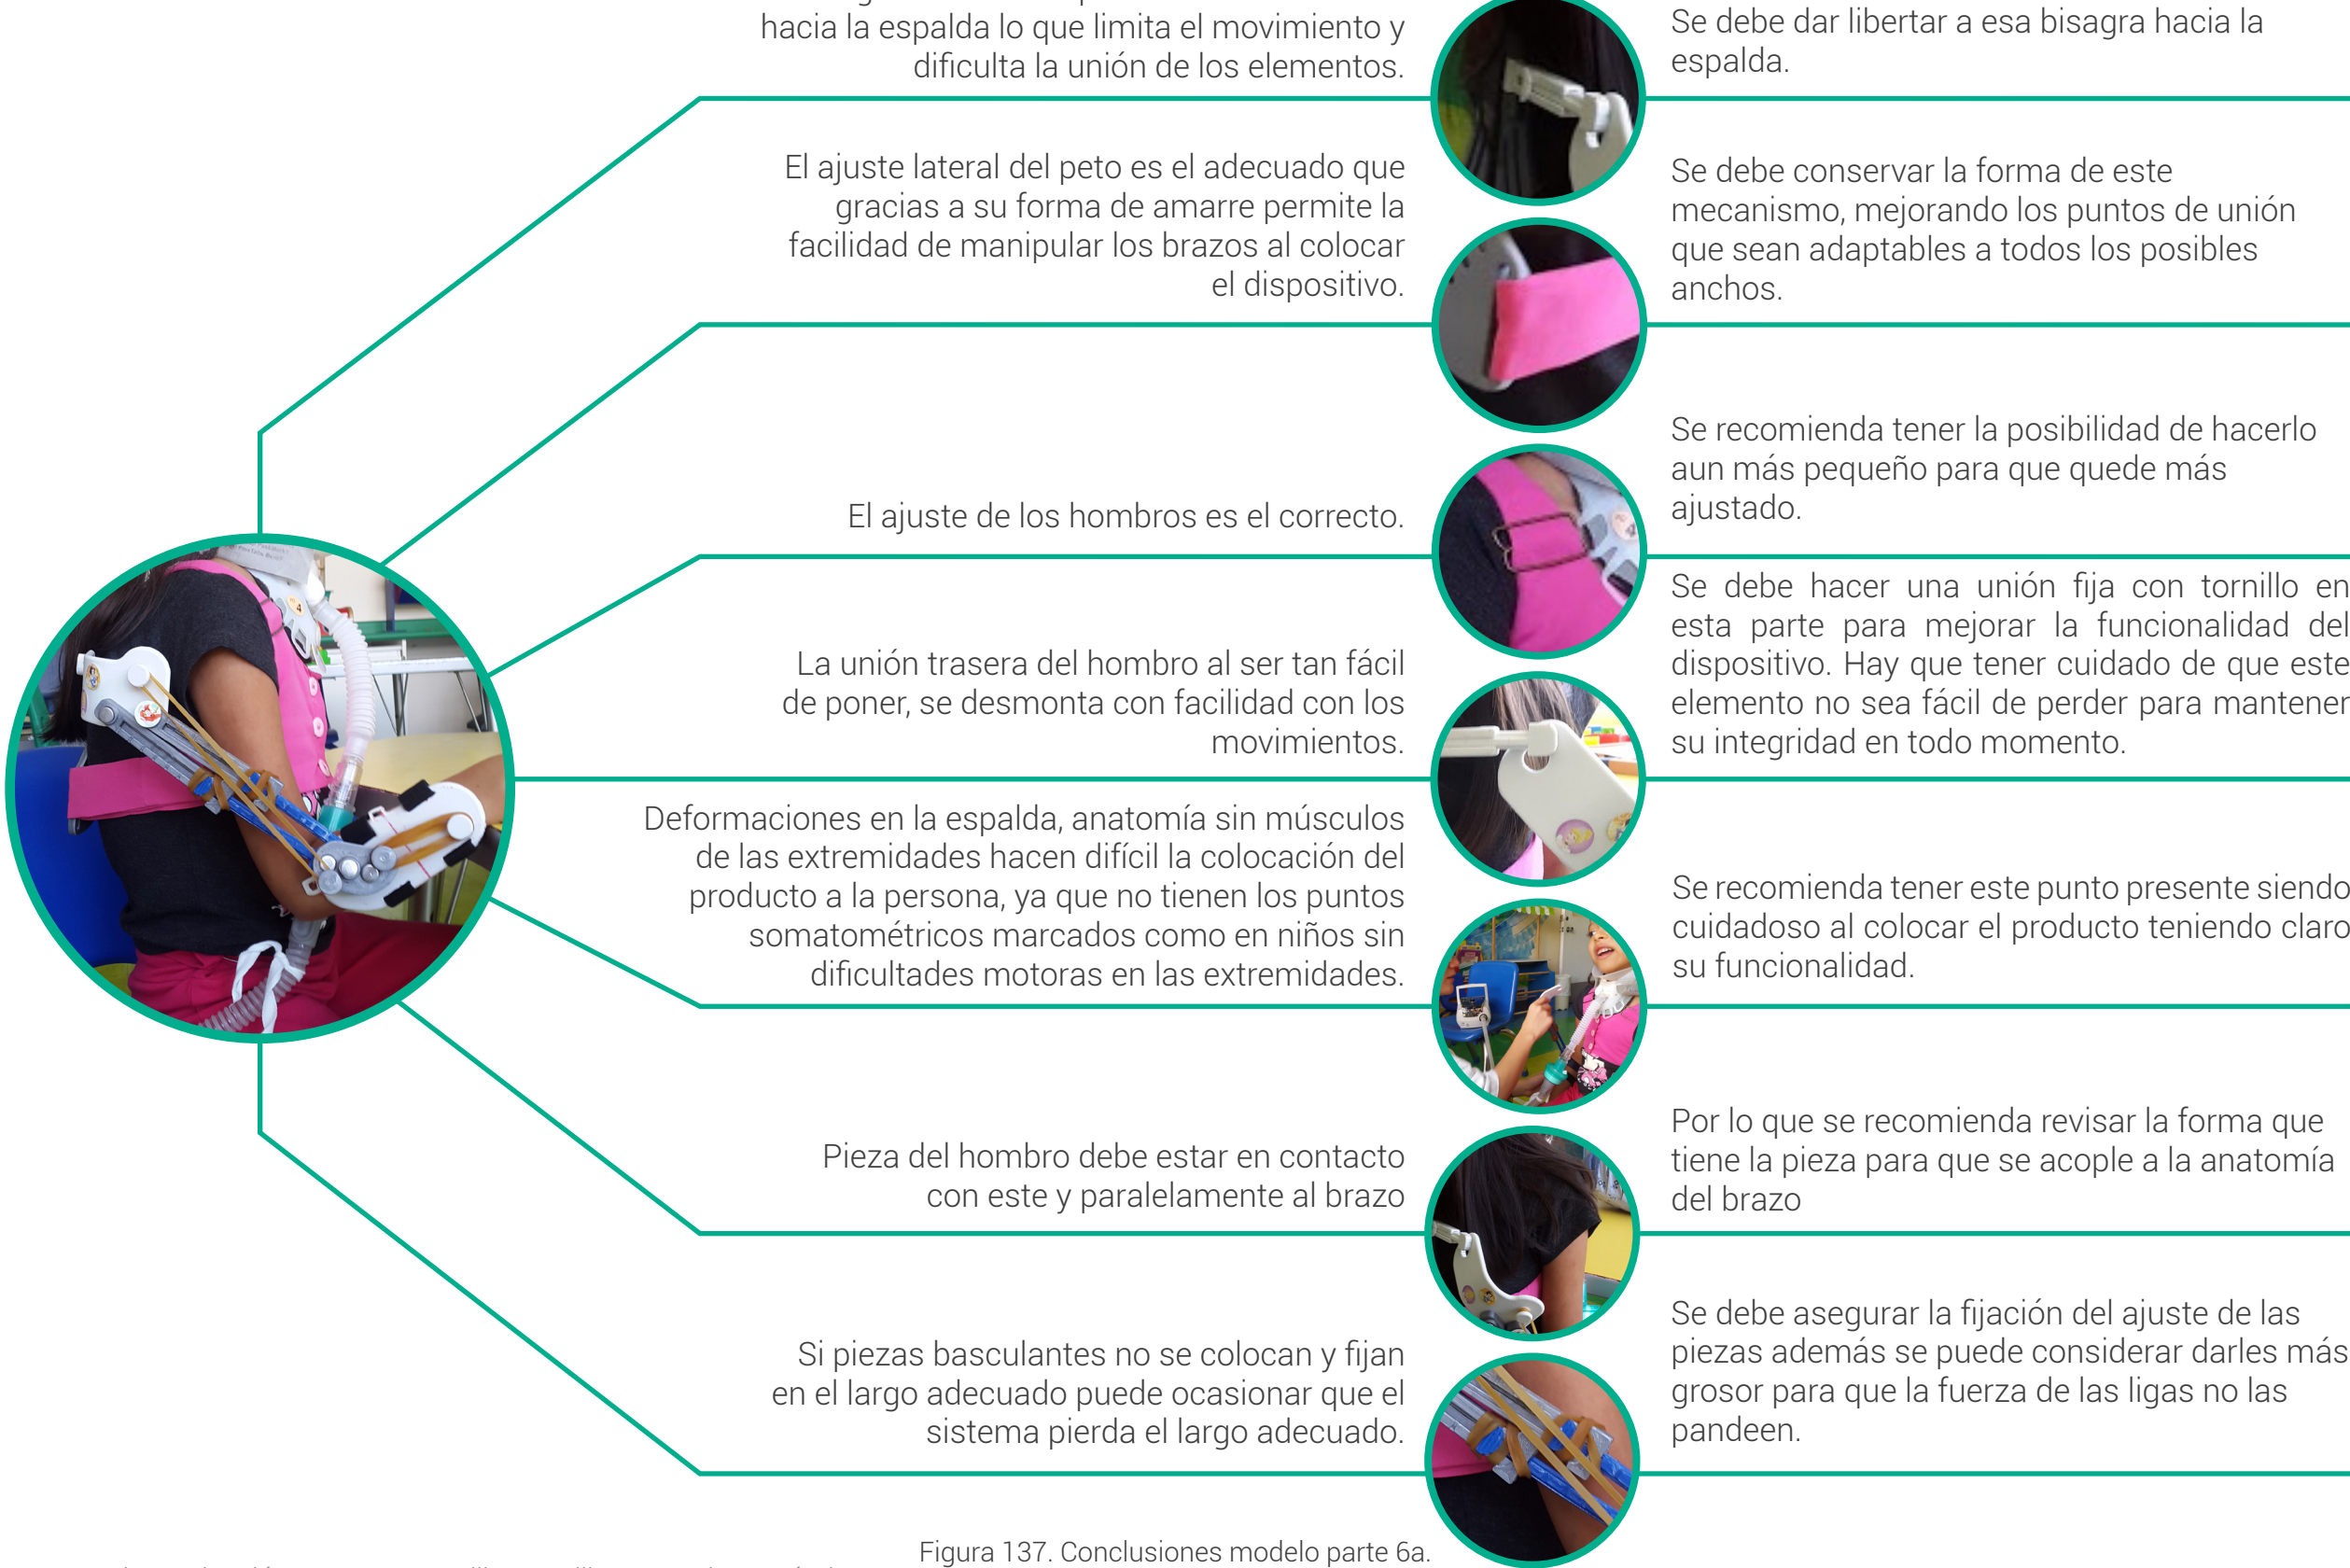 hacia la espalda lo que limita el movimiento y
dificulta la unión de los elementos.
Se debe dar libertar a esa bisagra hacia la
espalda.
El ajuste lateral del peto es el adecuado que
gracias a su forma de amarre permite la
facilidad de manipular los brazos al colocar
el dispositivo.
Se debe conservar la forma de este
mecanismo, mejorando los puntos de unión
que sean adaptables a todos los posibles
anchos.
El ajuste de los hombros es el correcto.
Se recomienda tener la posibilidad de hacerlo
aun más pequeño para que quede más
ajustado.
La unión trasera del hombro al ser tan fácil
de poner, se desmonta con facilidad con los
movimientos.
Se debe hacer una unión fija con tornillo en
esta parte para mejorar la funcionalidad del
dispositivo. Hay que tener cuidado de que este
elemento no sea fácil de perder para mantener
su integridad en todo momento.
Deformaciones en la espalda, anatomía sin músculos
de las extremidades hacen difícil la colocación del
producto a la persona, ya que no tienen los puntos
somatométricos marcados como en niños sin
dificultades motoras en las extremidades.
Se recomienda tener este punto presente siendo
cuidadoso al colocar el producto teniendo claro
su funcionalidad.
Pieza del hombro debe estar en contacto
con este y paralelamente al brazo
Por lo que se recomienda revisar la forma que
tiene la pieza para que se acople a la anatomía
del brazo
Si piezas basculantes no se colocan y fijan
en el largo adecuado puede ocasionar que el
sistema pierda el largo adecuado.
Se debe asegurar la fijación del ajuste de las
piezas además se puede considerar darles más
grosor para que la fuerza de las ligas no las
pandeen.
Figura 137. Conclusiones modelo parte 6a.